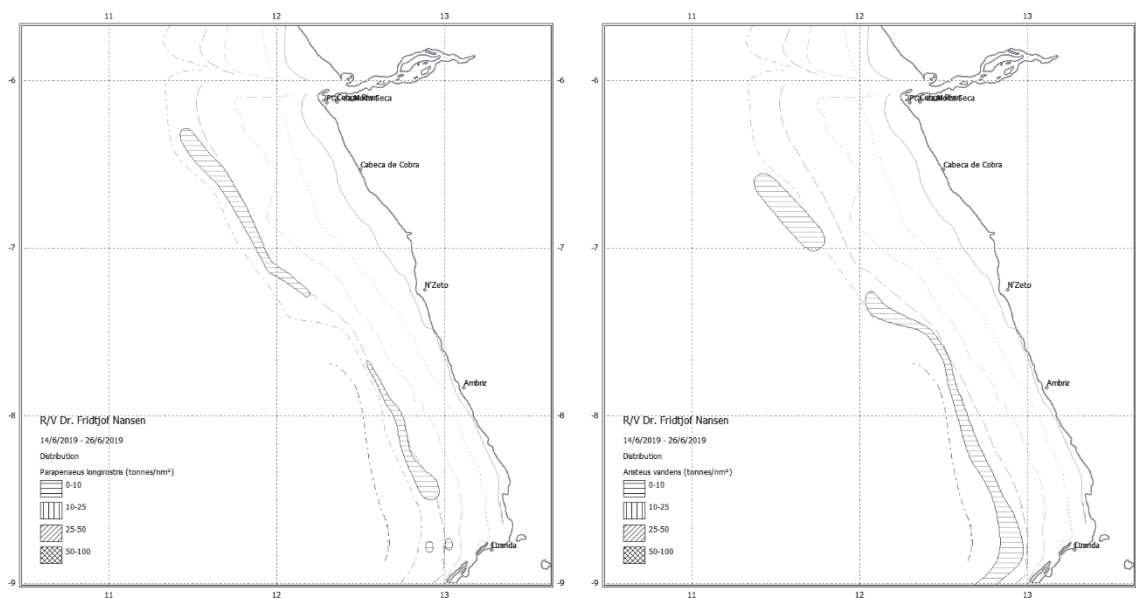 11 12 13
-6
Cabeca de Cobra
-7
N'Zeto
Ambriz
-8
R/V Dr. Fridtjof Nansen
14/6/2019 - 26/6/2019
Distribution
Parapenaeus longirostris (tonnes/nm²)
0-10
10-25
25-50
50-100
Luanda
-9
11 12 13
11 12 13
-6 -6
Cabeca de Cobra
-7 -7
N'Zeto
Ambriz
-8 -8
R/V Dr. Fridtjof Nansen
14/6/2019 - 26/6/2019
Distribution
Aristeus varidens (tonnes/nm²)
0-10
10-25
25-50
50-100
Luanda
-9 -9
11 12 13